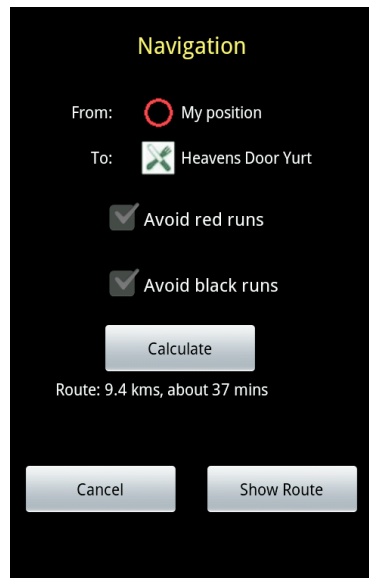 Navigation
From: My position
To: Heavens Door Yurt
Avoid red runs
Avoid black runs
Calculate
Route: 9.4 kms, about 37 mins
Cancel Show Route